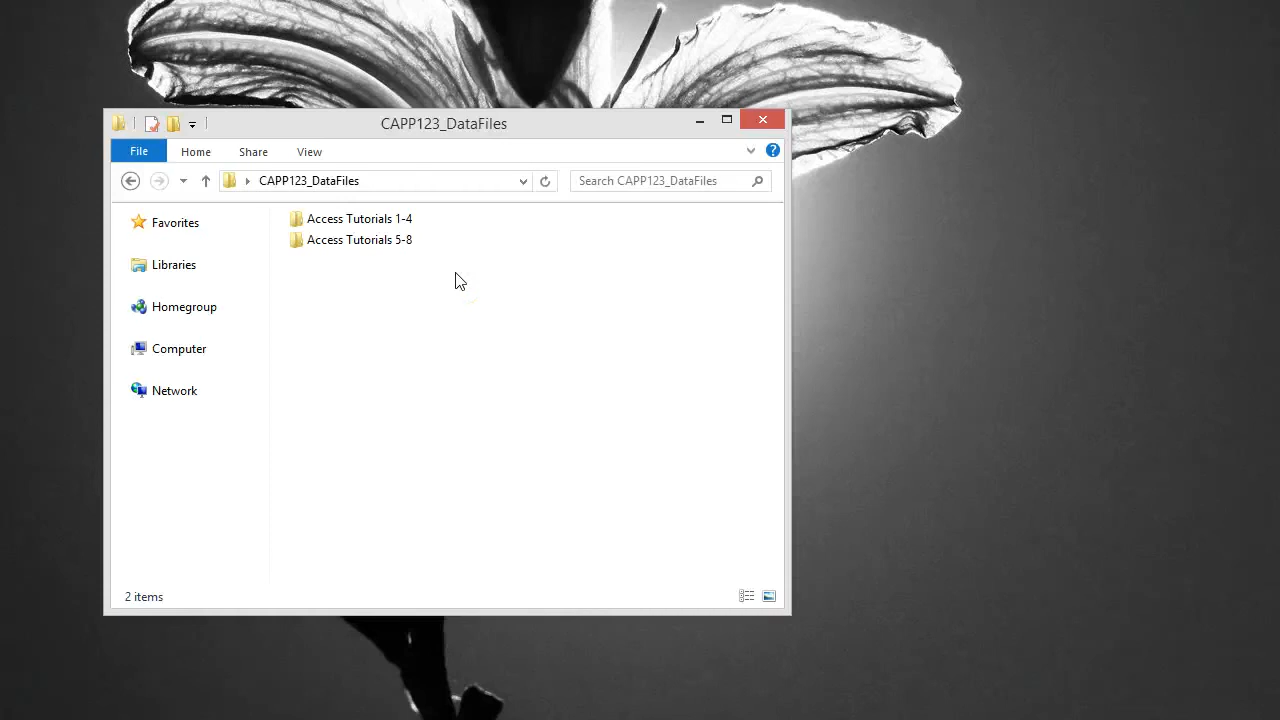 CAPP123_DataFiles
File Home Share View
CAPP123_DataFiles Search CAPP123_DataFiles
Favorites
Libraries
Homegroup
Computer
Network
Access Tutorials 1-4
Access Tutorials 5-8
2 items